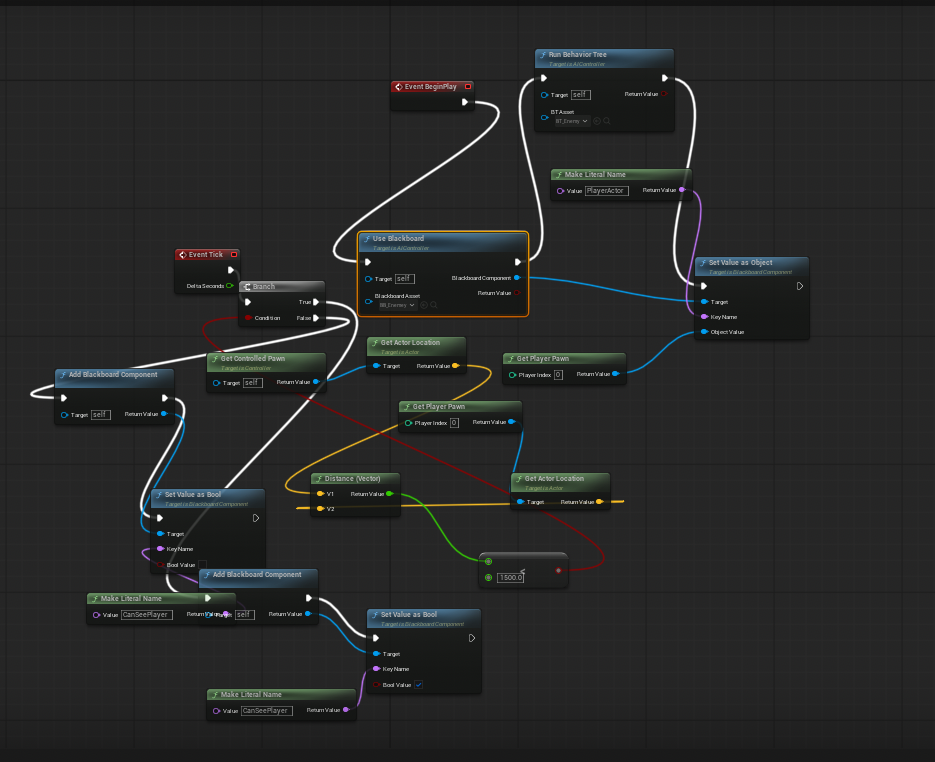 Run Behavior Tree
Target is AIController
Target self Return Value
BT Asset
BT_Enemy
Event BeginPlay
Make Literal Name
Value PlayerActor Return Value
Use Blackboard
Target is AIController
Target self Blackboard Component
Return Value
Blackboard Asset
BB_Enemy
Event Tick
Delta Seconds
Branch
True
Condition False
Set Value as Object
Target is Blackboard Component
Target
Key Name
Object Value
Get Controlled Pawn
Target is Controller
Target self Return Value
Get Actor Location
Target is Actor
Target Return Value
Get Player Pawn
Player Index 0 Return Value
Add Blackboard Component
Target self Return Value
Get Player Pawn
Player Index 0 Return Value
Distance (Vector)
V1 Return Value
V2
Get Actor Location
Target is Actor
Target Return Value
Set Value as Bool
Target is Blackboard Component
Target
Key Name
Bool Value
<
1500.0
Add Blackboard Component
Target self Return Value
Make Literal Name
Value CanSeePlayer Return Value
Set Value as Bool
Target is Blackboard Component
Target
Key Name
Bool Value
Make Literal Name
Value CanSeePlayer Return Value